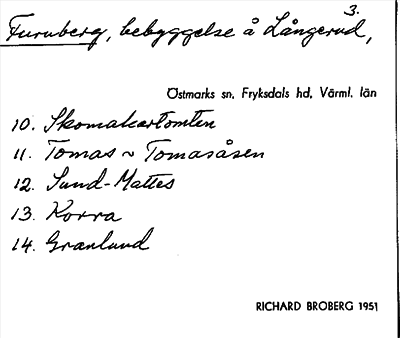 3.
Furuberg, bebyggelse å Långerud,
Östmarks sn, Fryksdals hd, Värml. län
10. Skomakartomten
11. Tomas ~ Tomasåsen
12. Sund-Mattes
13. Korra
14. Granlund
RICHARD BROBERG 1951